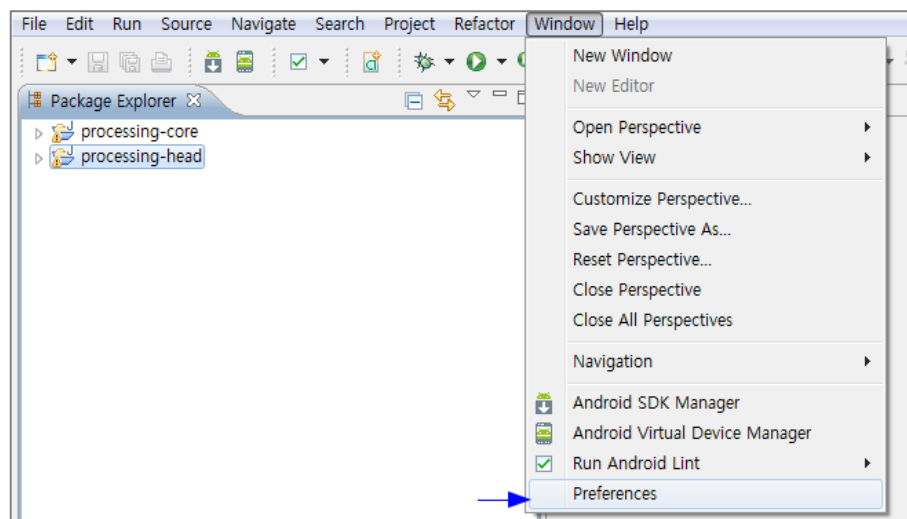 File Edit Run Source Navigate Search Project Refactor Window Help
Package Explorer
processing-core
processing-head
New Window
New Editor
Open Perspective
Show View
Customize Perspective...
Save Perspective As...
Reset Perspective...
Close Perspective
Close All Perspectives
Navigation
Android SDK Manager
Android Virtual Device Manager
Run Android Lint
Preferences